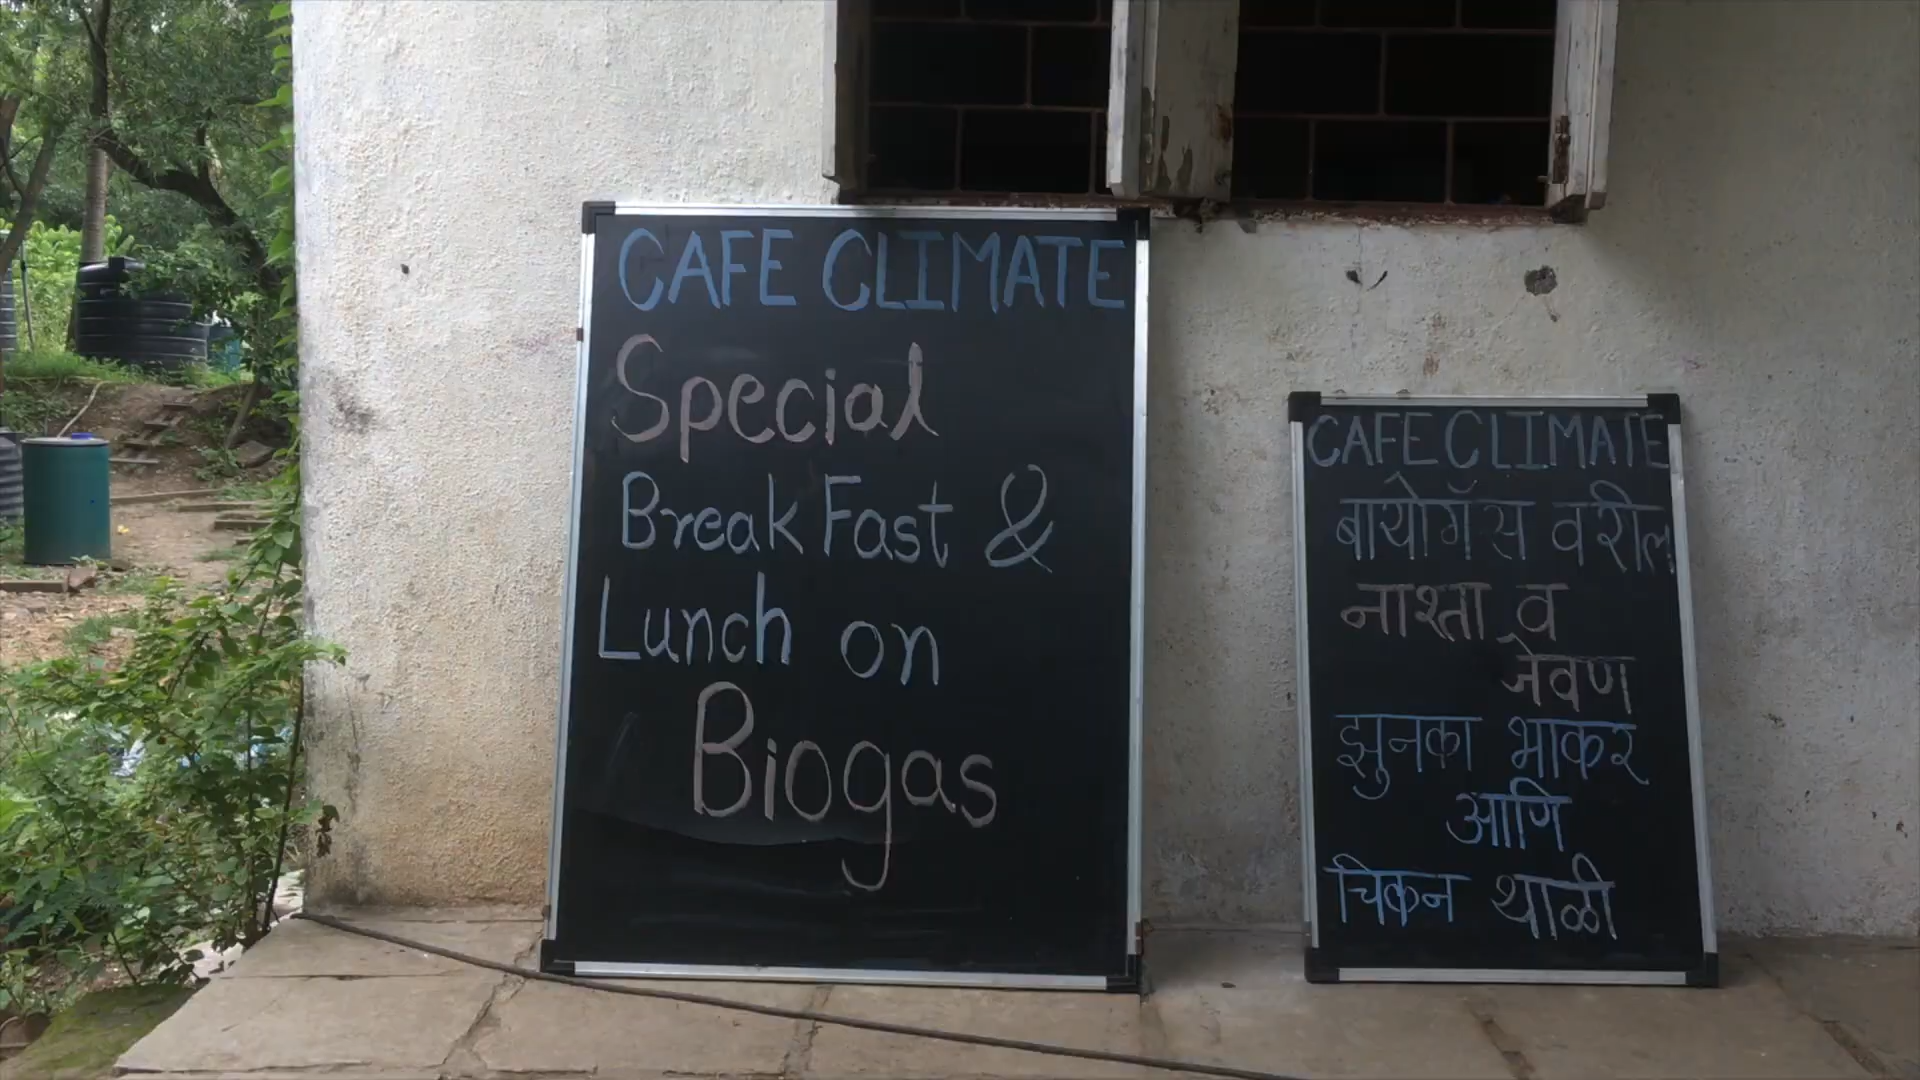 CAFE CLIMATE
Special
BreakFast &
Lunch on
Biogas
CAFE CLIMATE
बायोगॅस वरील
नाश्ता व
जेवण
झुनका भाकर
आणि
चिकन थाळी